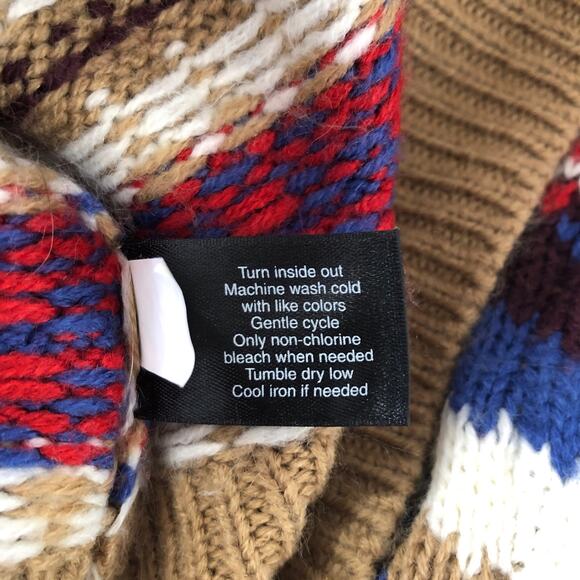 Turn inside out
Machine wash cold
with like colors
Gentle cycle
Only non-chlorine
bleach when needed
Tumble dry low
Cool iron if needed